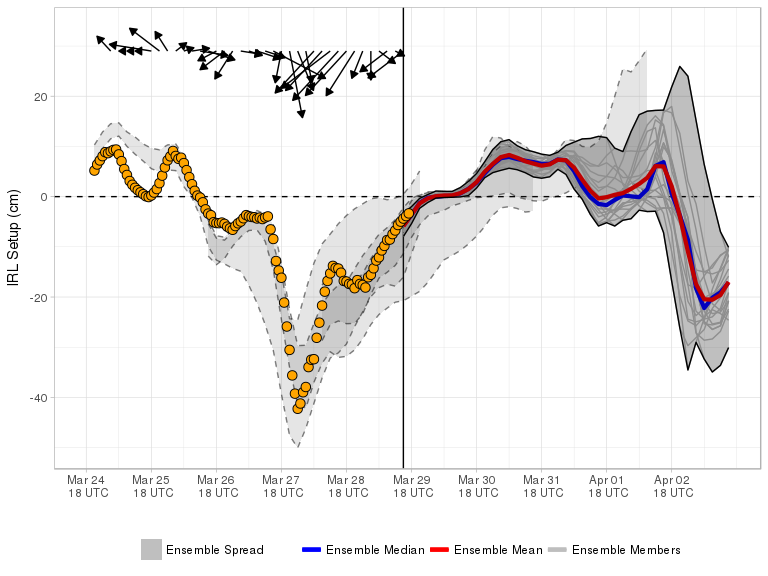 IRL Setup (cm)
20
0
-20
-40
Mar 24 Mar 25 Mar 26 Mar 27 Mar 28 Mar 29 Mar 30 Mar 31 Apr 01 Apr 02
18 UTC 18 UTC 18 UTC 18 UTC 18 UTC 18 UTC 18 UTC 18 UTC 18 UTC 18 UTC
Ensemble Spread Ensemble Median Ensemble Mean Ensemble Members